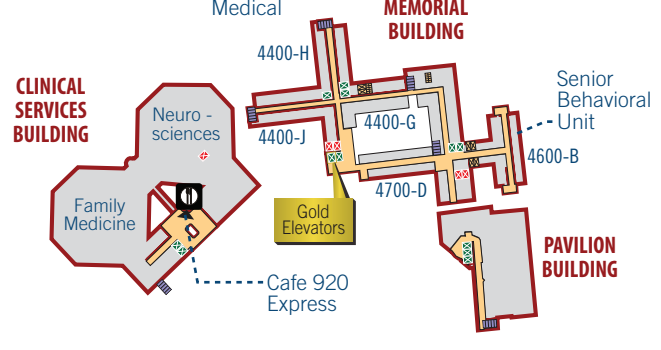 Medical
MEMORIAL
BUILDING
4400-H
CLINICAL
SERVICES
BUILDING
Neuro -
sciences
Senior
Behavioral
Unit
4400-J
4400-G
4600-B
4700-D
Family
Medicine
Gold
Elevators
PAVILION
BUILDING
Cafe 920
Express